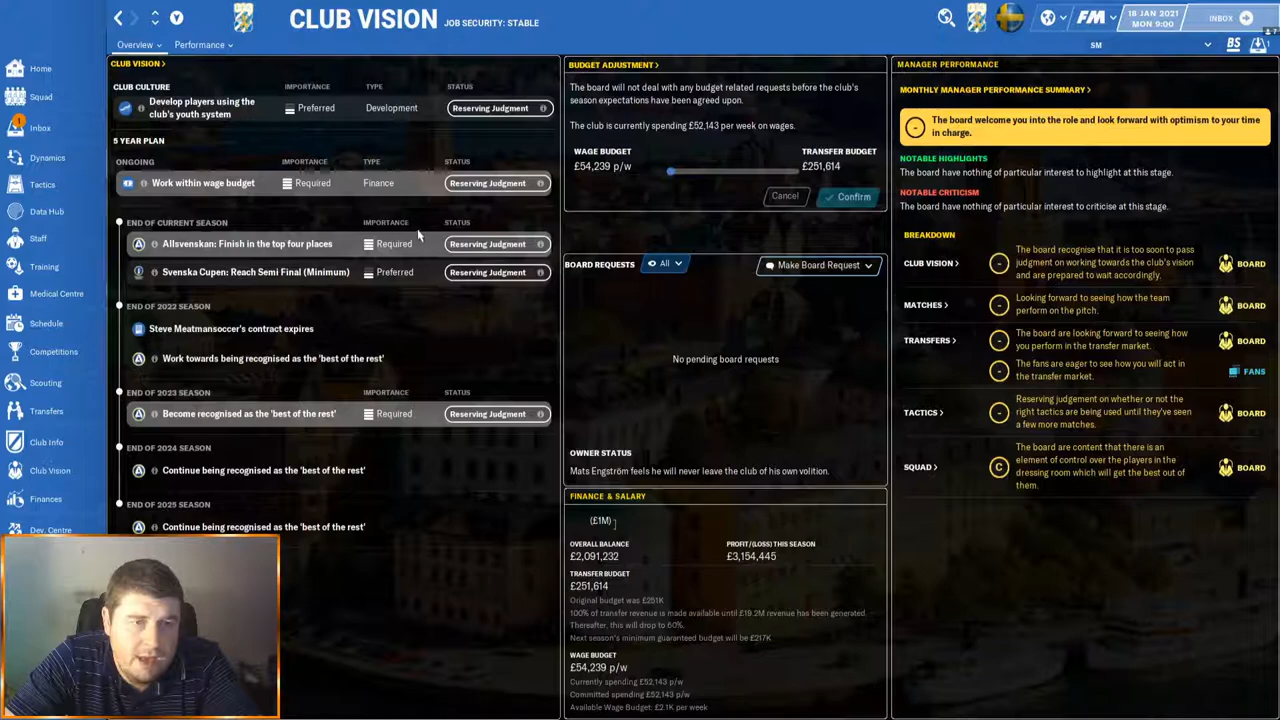 CLUB VISION
JOB SECURITY: STABLE
FM
18 JAN 2021
MON 9:00
INBOX
Overview
Performance
SM
BS
1
Home
Squad
Inbox
Dynamics
Tactics
Data Hub
Staff
Training
Medical Centre
Schedule
Competitions
Scouting
Transfers
Club Info
Club Vision
Finances
Dev. Centre
CLUB VISION >
CLUB CULTURE
IMPORTANCE
TYPE
STATUS
Develop players using the
club's youth system
Preferred
Development
Reserving Judgment
5 YEAR PLAN
ONGOING
IMPORTANCE
TYPE
STATUS
Work within wage budget
Required
Finance
Reserving Judgment
END OF CURRENT SEASON
IMPORTANCE
STATUS
Allsvenskan: Finish in the top four places
Required
Reserving Judgment
Svenska Cupen: Reach Semi Final (Minimum)
Preferred
Reserving Judgment
END OF 2022 SEASON
Steve Meatmansoccer's contract expires
Work towards being recognised as the 'best of the rest'
END OF 2023 SEASON
IMPORTANCE
STATUS
Become recognised as the 'best of the rest'
Required
Reserving Judgment
END OF 2024 SEASON
Continue being recognised as the 'best of the rest'
END OF 2025 SEASON
Continue being recognised as the 'best of the rest'
BUDGET ADJUSTMENT >
The board will not deal with any budget related requests before the club's
season expectations have been agreed upon.
The club is currently spending £52,143 per week on wages.
WAGE BUDGET
£54,239 p/w
TRANSFER BUDGET
£251,614
Cancel
Confirm
BOARD REQUESTS
All
Make Board Request
No pending board requests
OWNER STATUS
Mats Engström feels he will never leave the club of his own volition.
FINANCE & SALARY
(£1M)
OVERALL BALANCE
£2,091,232
PROFIT/(LOSS) THIS SEASON
£3,154,445
TRANSFER BUDGET
£251,614
Original budget was £251K
100% of transfer revenue is made available until £19.2M revenue has been generated.
Thereafter, this will drop to 60%.
Next season's minimum guaranteed budget will be £217K
WAGE BUDGET
£54,239 p/w
Currently spending £52,143 p/w
Committed spending £52,143 p/w
Available Wage Budget: £2.1K per week
MANAGER PERFORMANCE
MONTHLY MANAGER PERFORMANCE SUMMARY >
The board welcome you into the role and look forward with optimism to your time
in charge.
NOTABLE HIGHLIGHTS
The board have nothing of particular interest to highlight at this stage.
NOTABLE CRITICISM
The board have nothing of particular interest to criticise at this stage.
BREAKDOWN
CLUB VISION >
-
The board recognise that it is too soon to pass
judgment on working towards the club's vision
and are prepared to wait accordingly.
BOARD
MATCHES >
-
Looking forward to seeing how the team
perform on the pitch.
BOARD
TRANSFERS >
-
The board are looking forward to seeing how
you perform in the transfer market.
BOARD
-
The fans are eager to see how you will act in
the transfer market.
FANS
TACTICS >
-
Reserving judgement on whether or not the
right tactics are being used until they've seen
a few more matches.
BOARD
SQUAD >
C
The board are content that there is an
element of control over the players in the
dressing room which will get the best out of
them.
BOARD